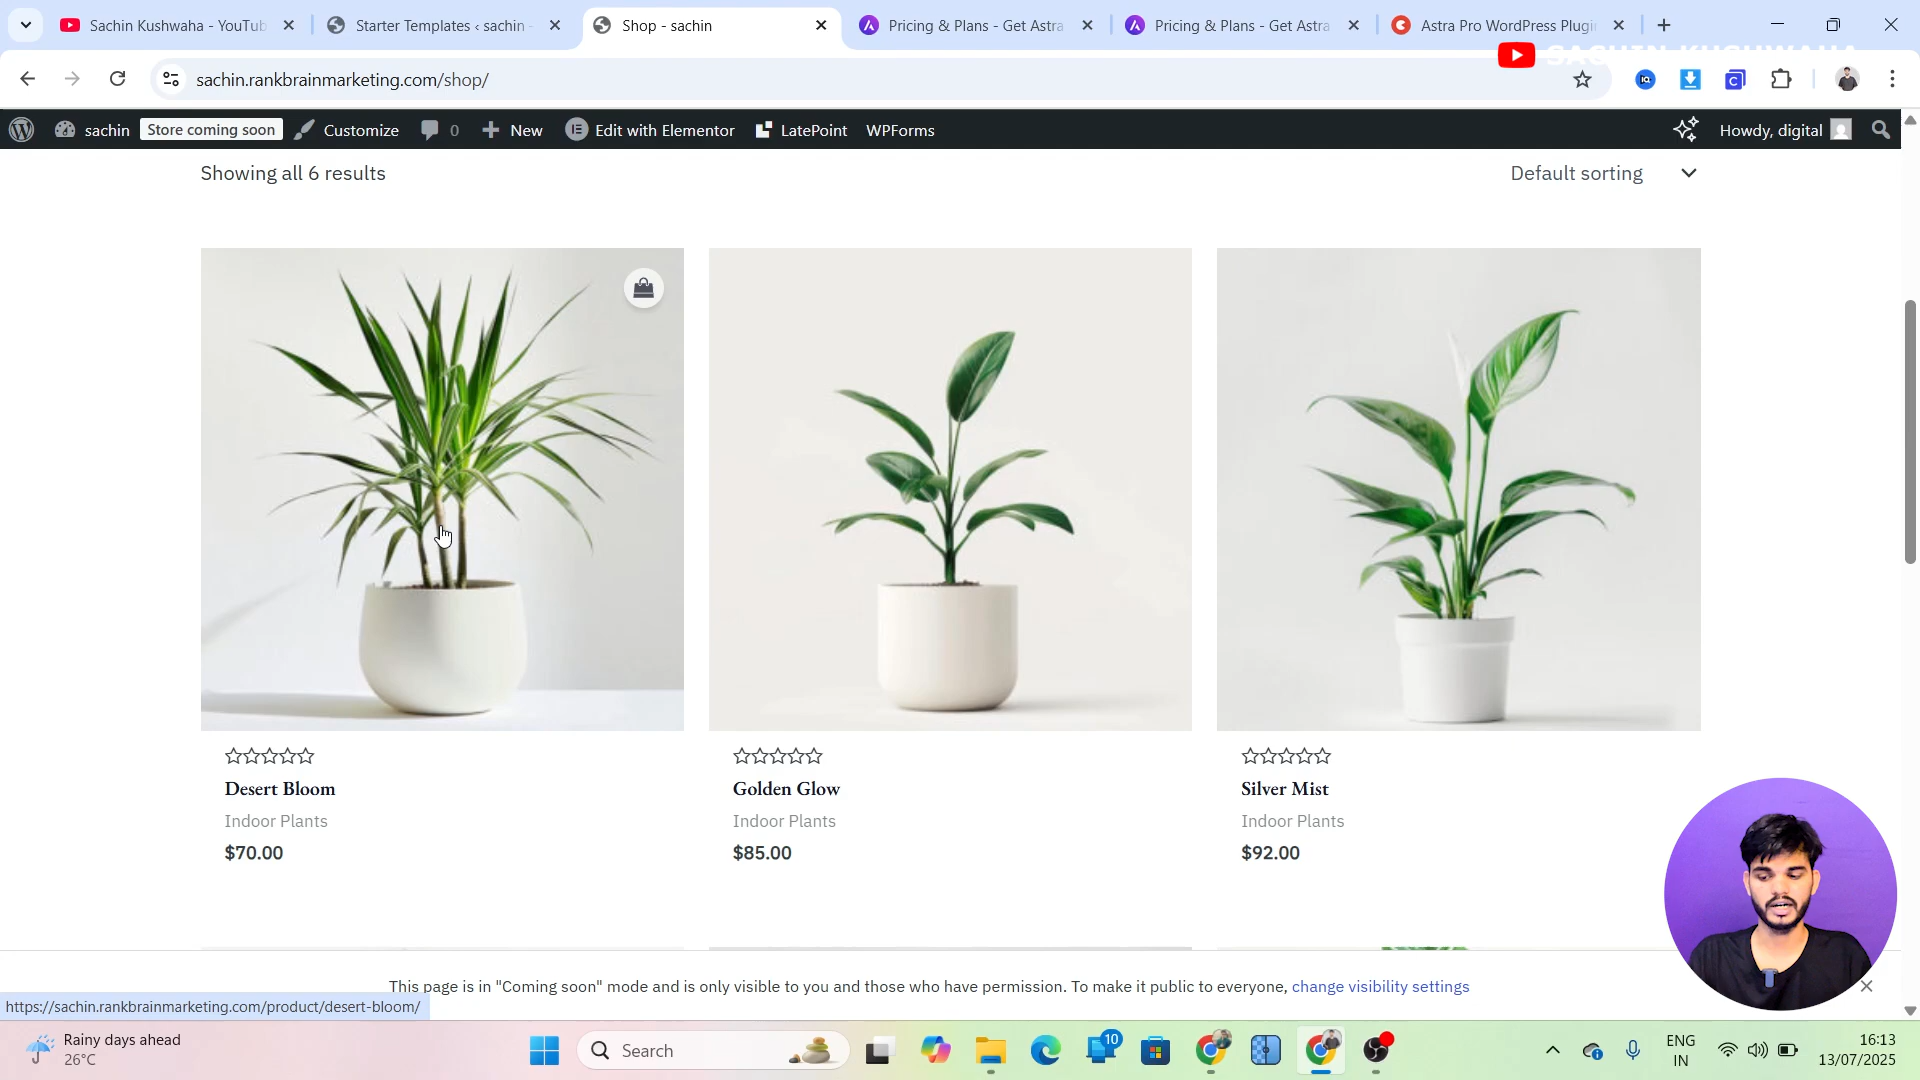 Sachin Kushwaha - YouTub
Starter Templates ‹ sachin -
Shop - sachin
Pricing & Plans - Get Astra
Pricing & Plans - Get Astra
Astra Pro WordPress Plugin
SACHIN KUSHWAHA
sachin.rankbrainmarketing.com/shop/
sachin
Store coming soon
Customize
0
New
Edit with Elementor
LatePoint
WPForms
Howdy, digital
Showing all 6 results
Default sorting
Desert Bloom
Indoor Plants
$70.00
Golden Glow
Indoor Plants
$85.00
Silver Mist
Indoor Plants
$92.00
This page is in "Coming soon" mode and is only visible to you and those who have permission. To make it public to everyone, change visibility settings
https://sachin.rankbrainmarketing.com/product/desert-bloom/
Rainy days ahead
26°C
Search
10
ENG
IN
16:13
13/07/2025